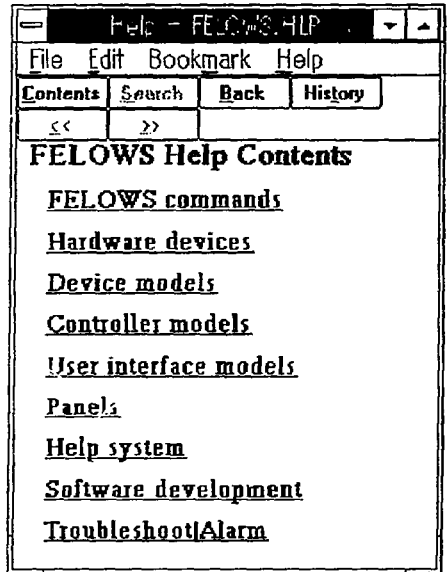 Help - FELOWS.HLP
File Edit Bookmark Help
Contents Search Back History
<< >>
FELOWS Help Contents
FELOWS commands
Hardware devices
Device models
Controller models
User interface models
Panels
Help system
Software development
Troubleshoot|Alarm